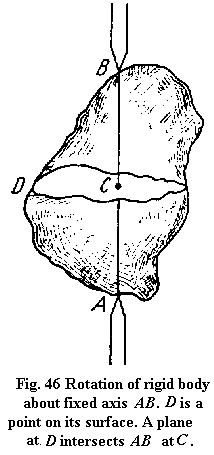 B
D
C
A
Fig. 46 Rotation of rigid body
about fixed axis AB. D is a
point on its surface. A plane
at D intersects AB at C.